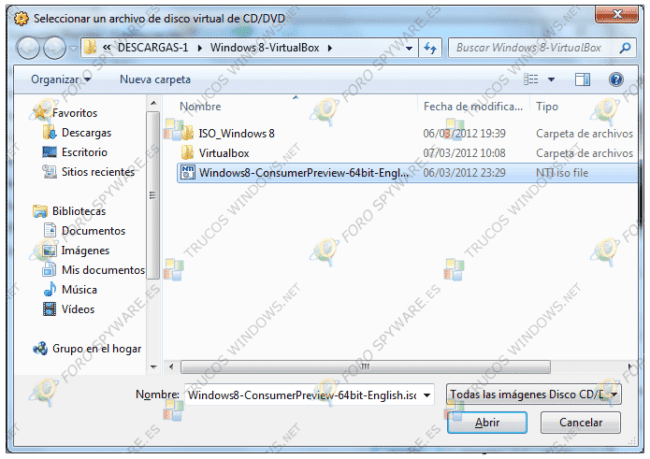 Seleccionar un archivo de disco virtual de CD/DVD
« DESCARGAS-1 Windows 8-VirtualBox
Buscar Windows 8-VirtualBox
Organizar
Nueva carpeta
Favoritos
Descargas
Escritorio
Sitios recientes
Bibliotecas
Documentos
Imágenes
Mis documentos
Música
Vídeos
Grupo en el hogar
Nombre Fecha de modifica... Tipo
ISO_Windows 8 06/03/2012 19:39 Carpeta de archivos
Virtualbox 07/03/2012 10:08 Carpeta de archivos
Windows8-ConsumerPreview-64bit-Engl... 06/03/2012 23:29 NTI iso file
Nombre: Windows8-ConsumerPreview-64bit-English.iso
Todas las imágenes Disco CD/D
Abrir
Cancelar
FORO SPYWARE.ES
TRUCOS WINDOWS.NET